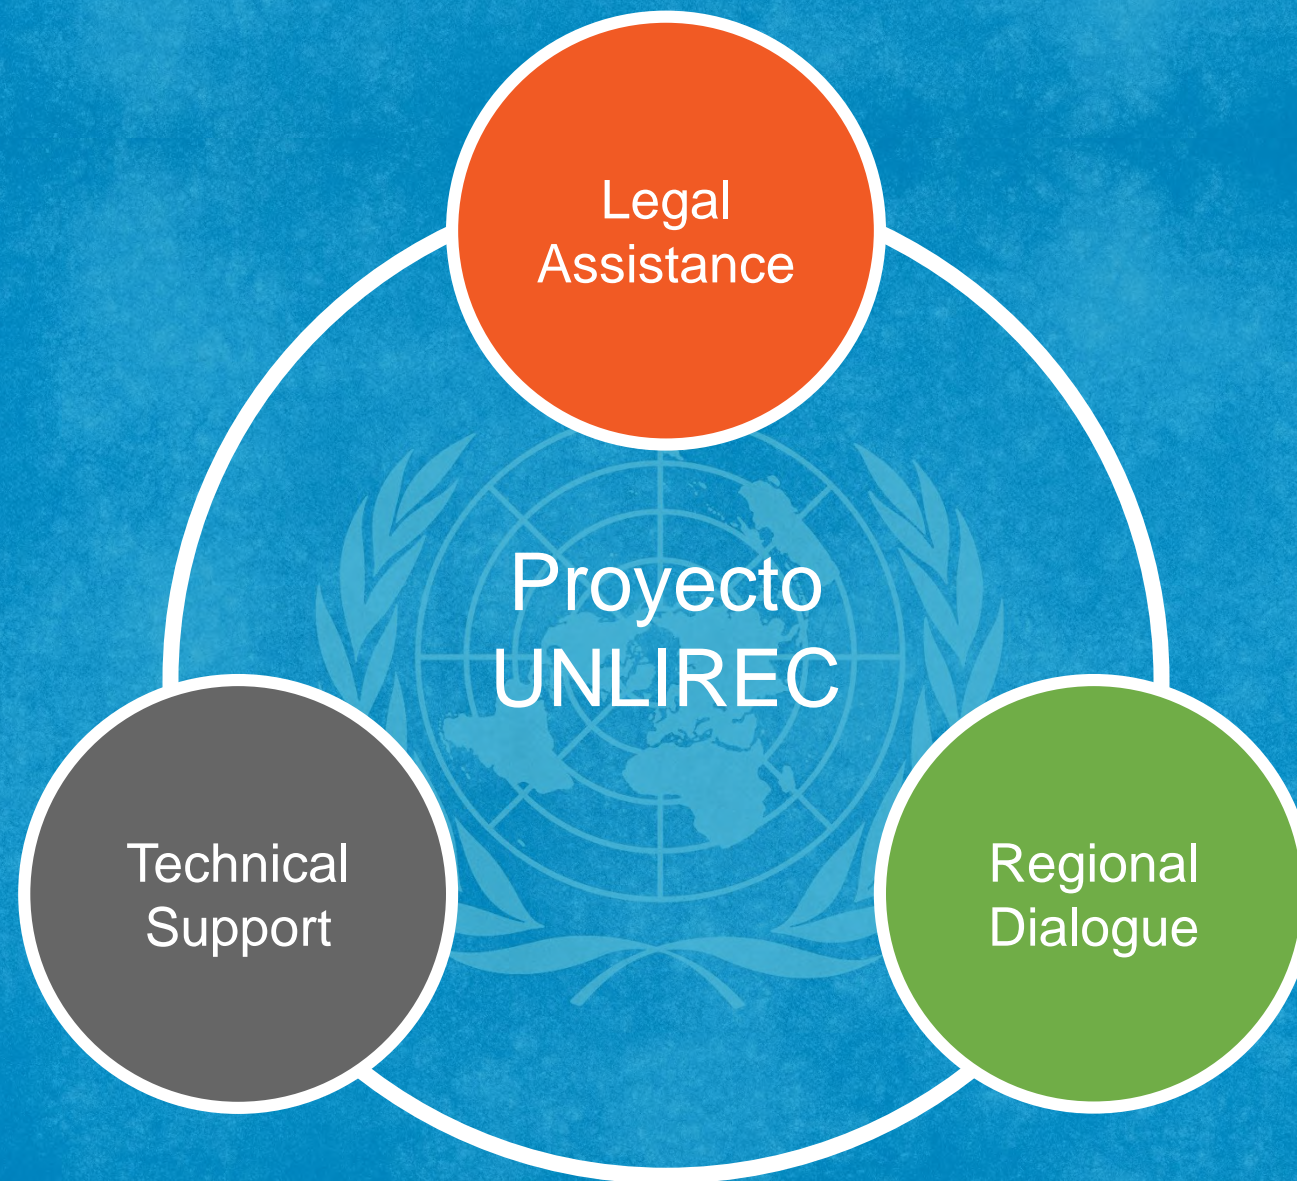 Legal
Assistance
Proyecto
UNLIREC
Technical
Support
Regional
Dialogue